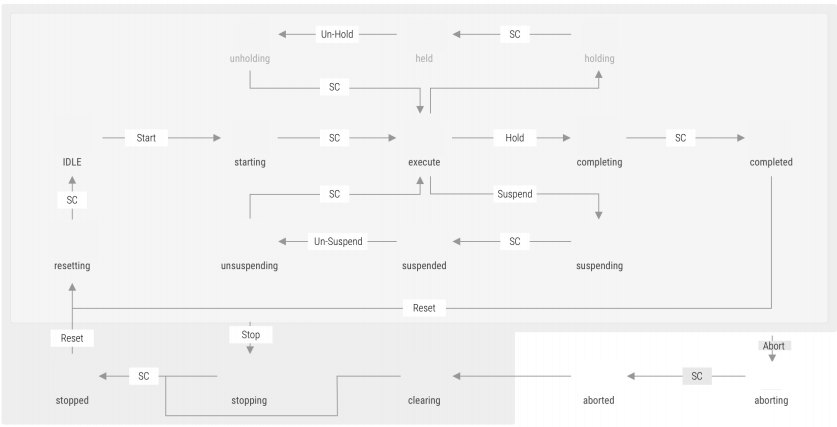 Un-Hold SC
unholding held holding
SC
Start SC Hold SC
IDLE starting execute completing completed
SC SC Suspend
Un-Suspend SC
resetting unsuspending suspended suspending
Reset
Reset Stop Abort
SC SC
stopped stopping clearing aborted aborting